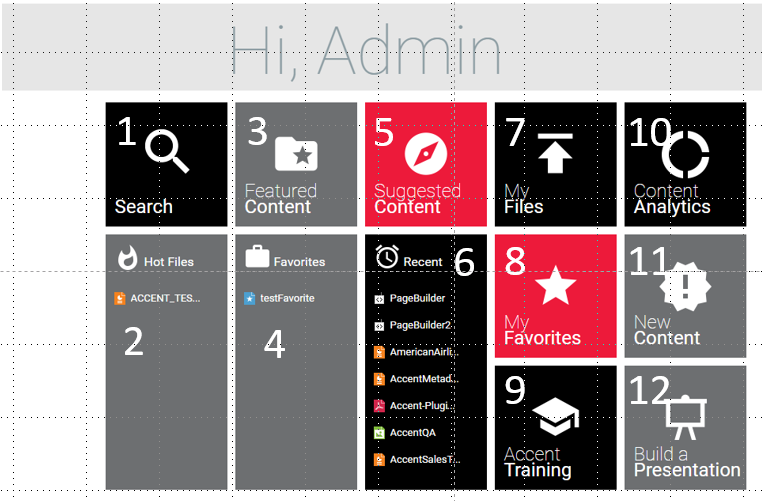 Hi, Admin
1
Search
3
Featured
Content
5
Suggested
Content
7
My
Files
10
Content
Analytics
Hot Files
ACCENT_TES...
2
Favorites
testFavorite
4
Recent
6
PageBuilder
PageBuilder2
AmericanAirli...
AccentMetad...
Accent-Plugi...
AccentQA
AccentSalesT...
8
My
Favorites
11
New
Content
9
Accent
Training
12
Build a
Presentation